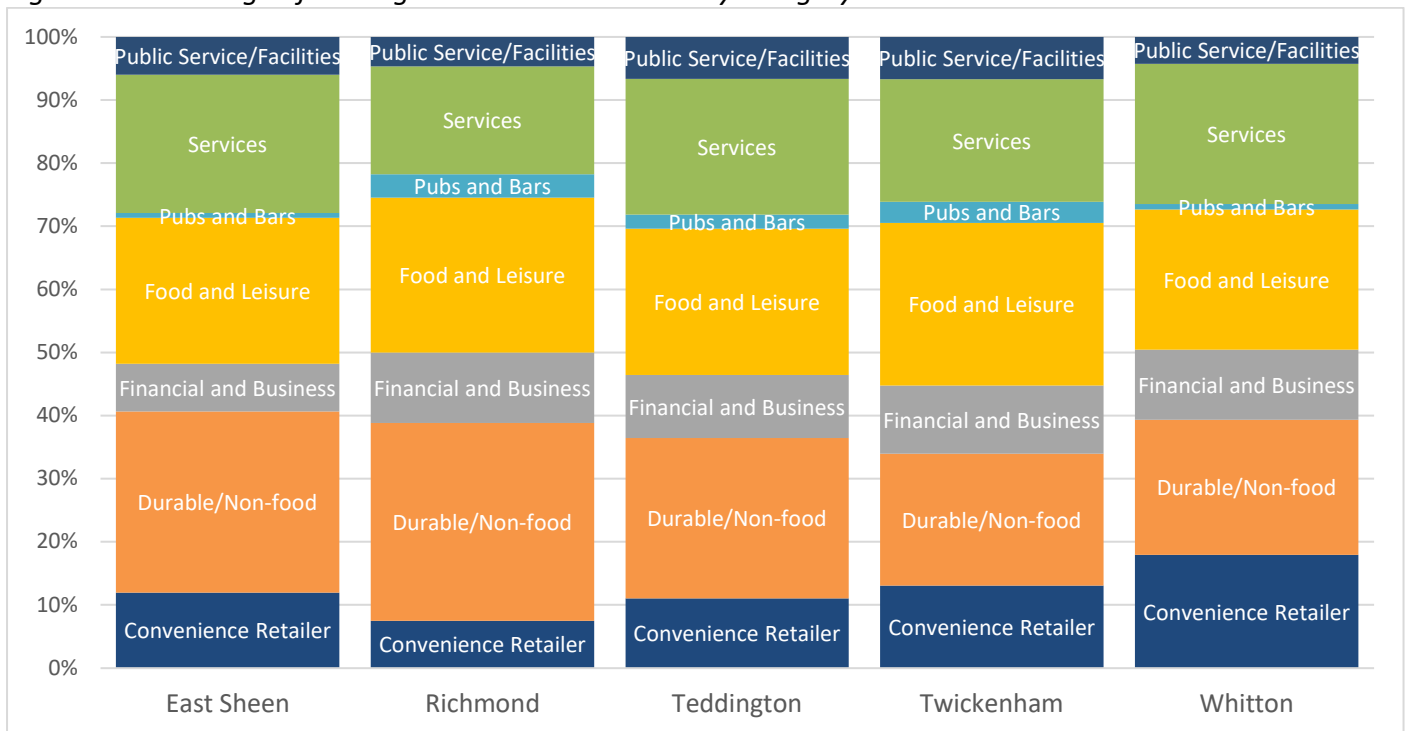 100%
90%
80%
70%
60%
50%
40%
30%
20%
10%
0%
Public Service/Facilities
Services
Pubs and Bars
Food and Leisure
Financial and Business
Durable/Non-food
Convenience Retailer
East Sheen
Public Service/Facilities
Services
Pubs and Bars
Food and Leisure
Financial and Business
Durable/Non-food
Convenience Retailer
Richmond
Public Service/Facilities
Services
Pubs and Bars
Food and Leisure
Financial and Business
Durable/Non-food
Convenience Retailer
Teddington
Public Service/Facilities
Services
Pubs and Bars
Food and Leisure
Financial and Business
Durable/Non-food
Convenience Retailer
Twickenham
Public Service/Facilities
Services
Pubs and Bars
Food and Leisure
Financial and Business
Durable/Non-food
Convenience Retailer
Whitton